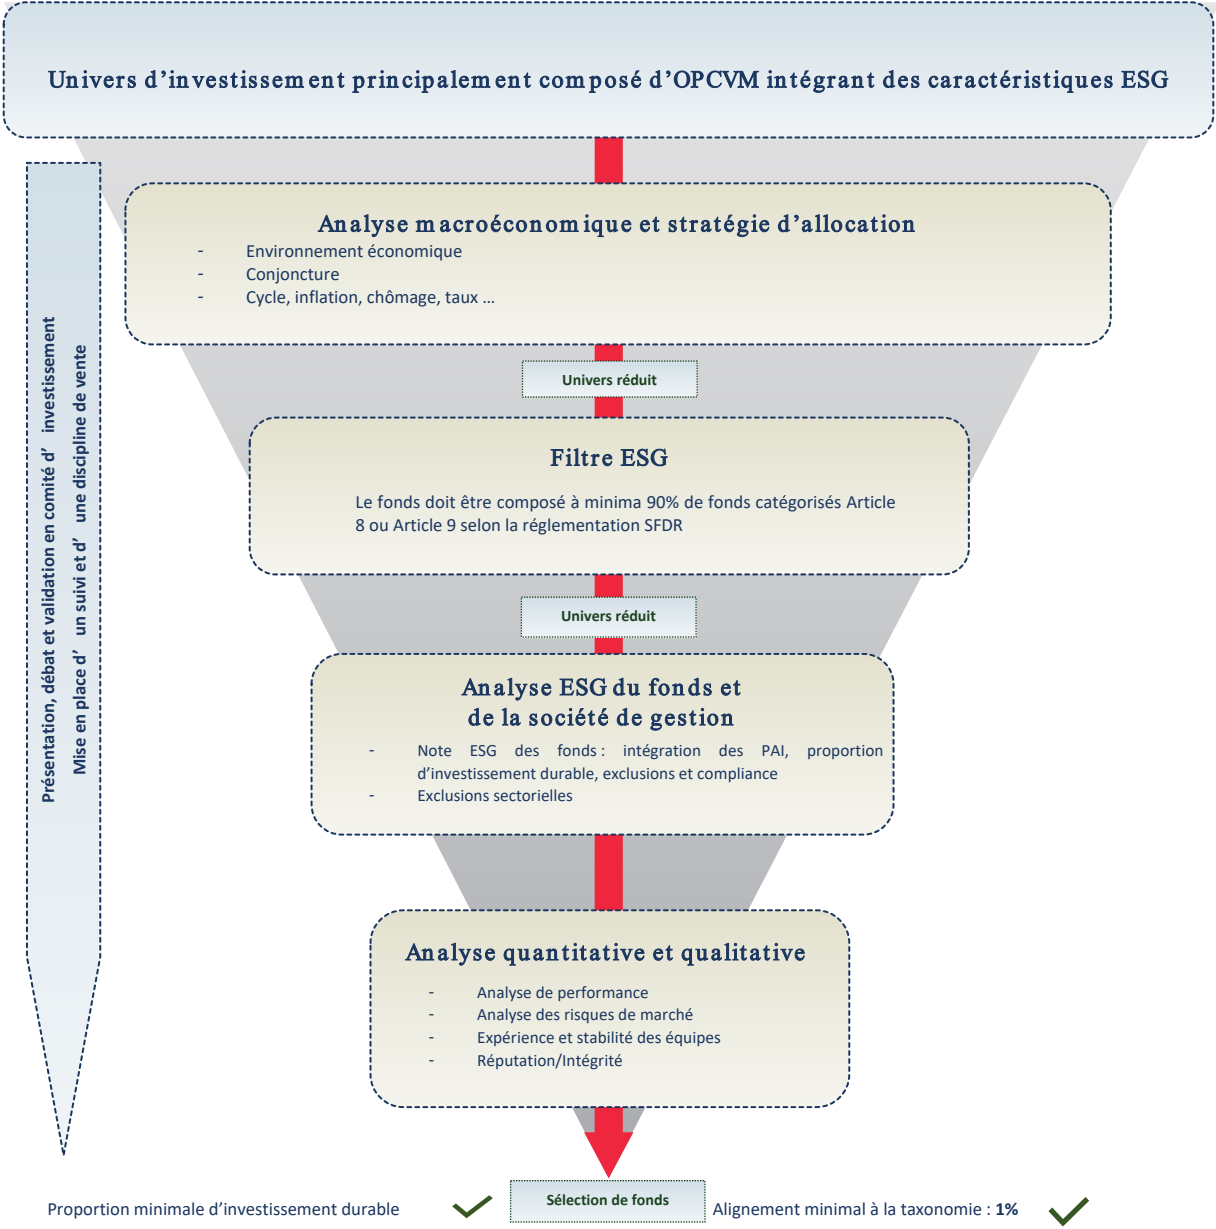 Univers d’investissement principalement composé d’OPCVM intégrant des caractéristiques ESG
Présentation, débat et validation en comité d’ investissement
Mise en place d’ un suivi et d’ une discipline de vente
Analyse macroéconomique et stratégie d’allocation
- Environnement économique
- Conjoncture
- Cycle, inflation, chômage, taux ...
Univers réduit
Filtre ESG
Le fonds doit être composé à minima 90% de fonds catégorisés Article
8 ou Article 9 selon la réglementation SFDR
Univers réduit
Analyse ESG du fonds et
de la société de gestion
- Note ESG des fonds : intégration des PAI, proportion
d’investissement durable, exclusions et compliance
- Exclusions sectorielles
Analyse quantitative et qualitative
- Analyse de performance
- Analyse des risques de marché
- Expérience et stabilité des équipes
- Réputation/Intégrité
Proportion minimale d’investissement durable
Sélection de fonds
Alignement minimal à la taxonomie : 1%